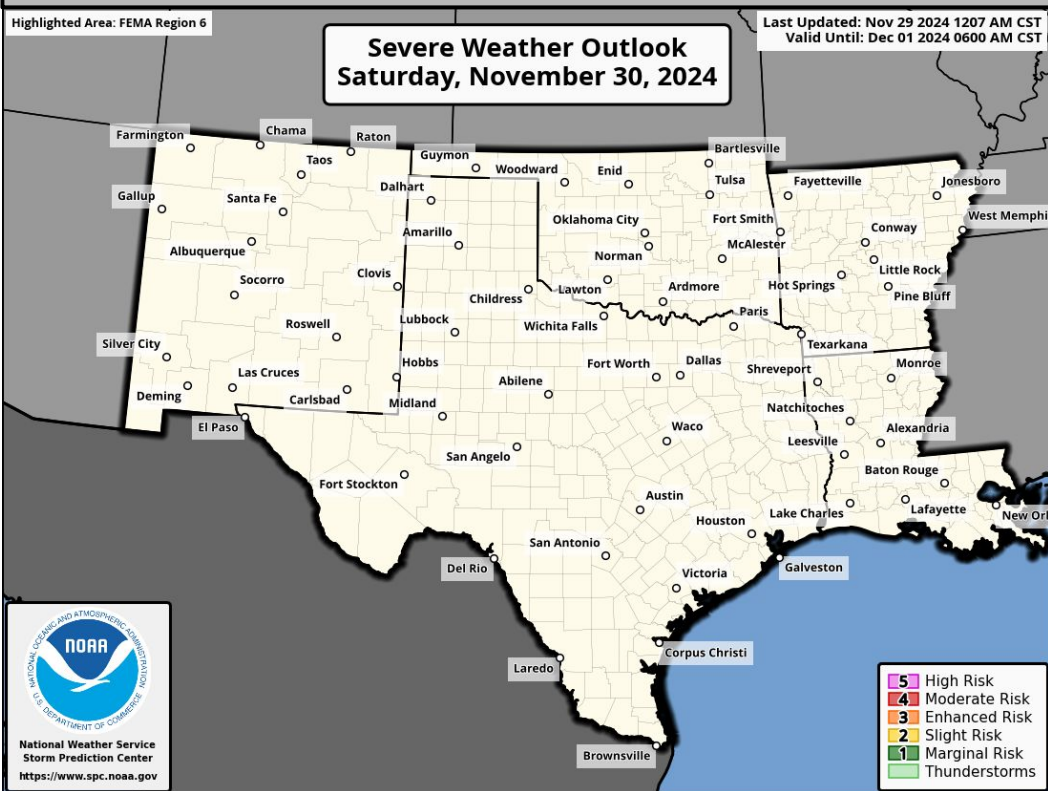 Highlighted Area: FEMA Region 6
Last Updated: Nov 29 2024 1207 AM CST
Valid Until: Dec 01 2024 0600 AM CST
Severe Weather Outlook
Saturday, November 30, 2024
Farmington
Chama
Raton
Taos
Guymon
Woodward
Enid
Bartlesville
Tulsa
Fayetteville
Jonesboro
Gallup
Santa Fe
Dalhart
Oklahoma City
Fort Smith
West Memphi
Albuquerque
Amarillo
Norman
McAlester
Conway
Socorro
Clovis
Childress
Lawton
Ardmore
Hot Springs
Little Rock
Pine Bluff
Roswell
Lubbock
Wichita Falls
Paris
Texarkana
Silver City
Las Cruces
Hobbs
Fort Worth
Dallas
Shreveport
Monroe
Deming
Carlsbad
Midland
Abilene
Natchitoches
El Paso
Waco
Leesville
Alexandria
San Angelo
Fort Stockton
Baton Rouge
Austin
Houston
Lake Charles
Lafayette
New Orl
San Antonio
Del Rio
Galveston
Victoria
Corpus Christi
Laredo
Brownsville
NATIONAL OCEANIC AND ATMOSPHERIC ADMINISTRATION
NOAA
U.S. DEPARTMENT OF COMMERCE
National Weather Service
Storm Prediction Center
https://www.spc.noaa.gov
5 High Risk
4 Moderate Risk
3 Enhanced Risk
2 Slight Risk
1 Marginal Risk
Thunderstorms